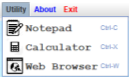 Utility About Exit
Notepad Ctrl-C
Calculator Ctrl-X
Web Browser Ctrl-W